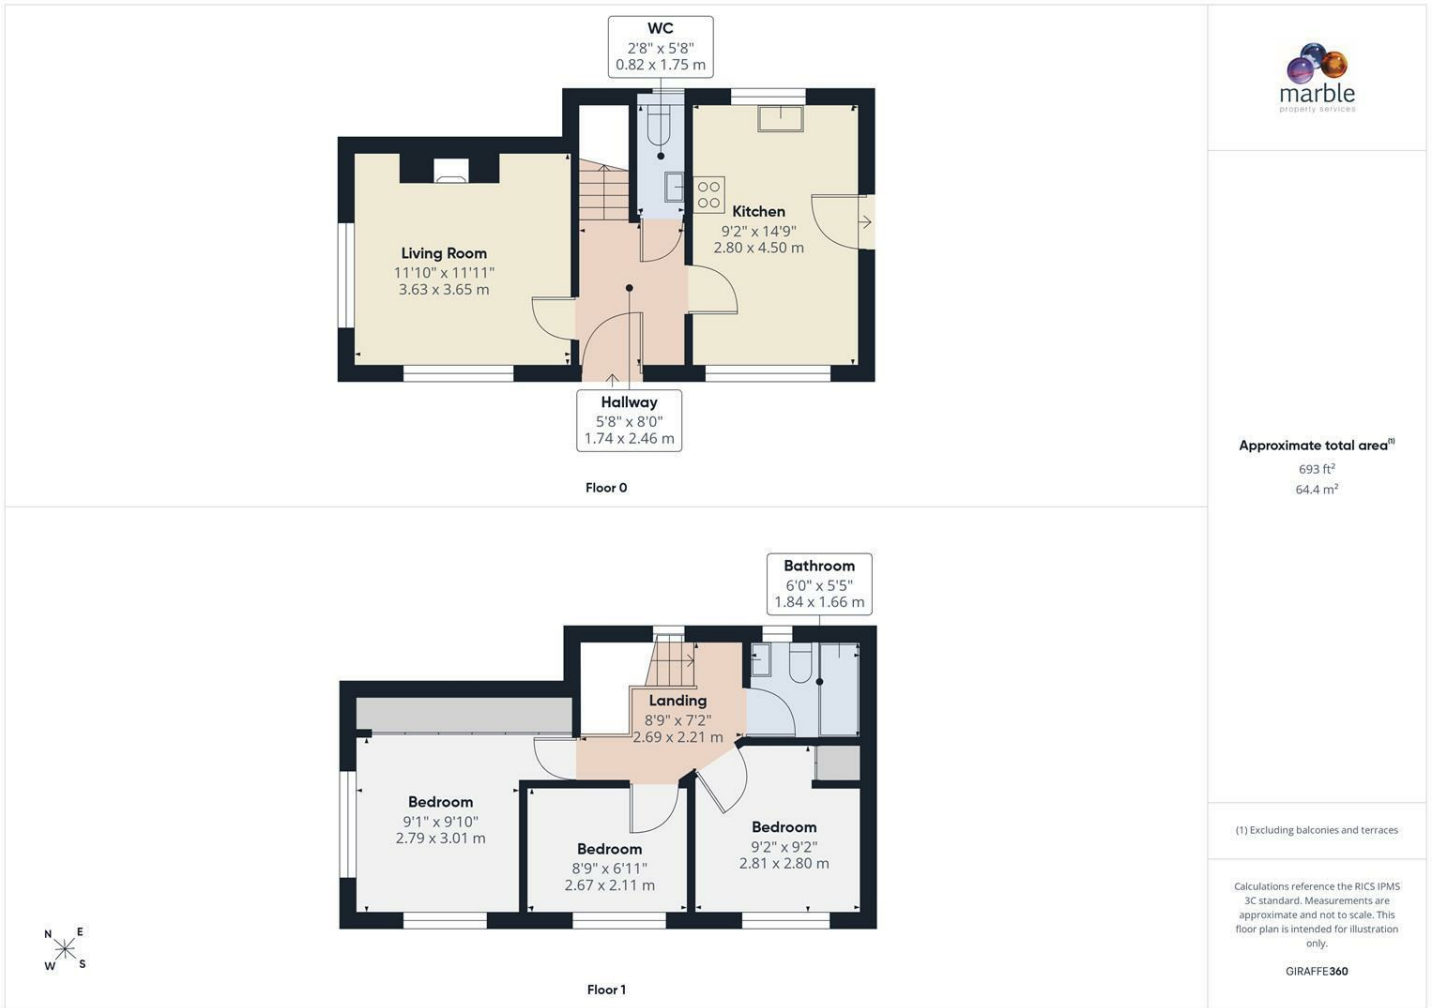 WC
2'8" x 5'8"
0.82 x 1.75 m
Kitchen
9'2" x 14'9"
2.80 x 4.50 m
Living Room
11'10" x 11'11"
3.63 x 3.65 m
Hallway
5'8" x 8'0"
1.74 x 2.46 m
Floor 0
Bathroom
6'0" x 5'5"
1.84 x 1.66 m
Landing
8'9" x 7'2"
2.69 x 2.21 m
Bedroom
9'1" x 9'10"
2.79 x 3.01 m
Bedroom
8'9" x 6'11"
2.67 x 2.11 m
Bedroom
9'2" x 9'2"
2.81 x 2.80 m
N E
W S
Floor 1
marble
property services
Approximate total area(1)
693 ft²
64.4 m²
(1) Excluding balconies and terraces
Calculations reference the RICS IPMS
3C standard. Measurements are
approximate and not to scale. This
floor plan is intended for illustration
only.
GIRAFFE360